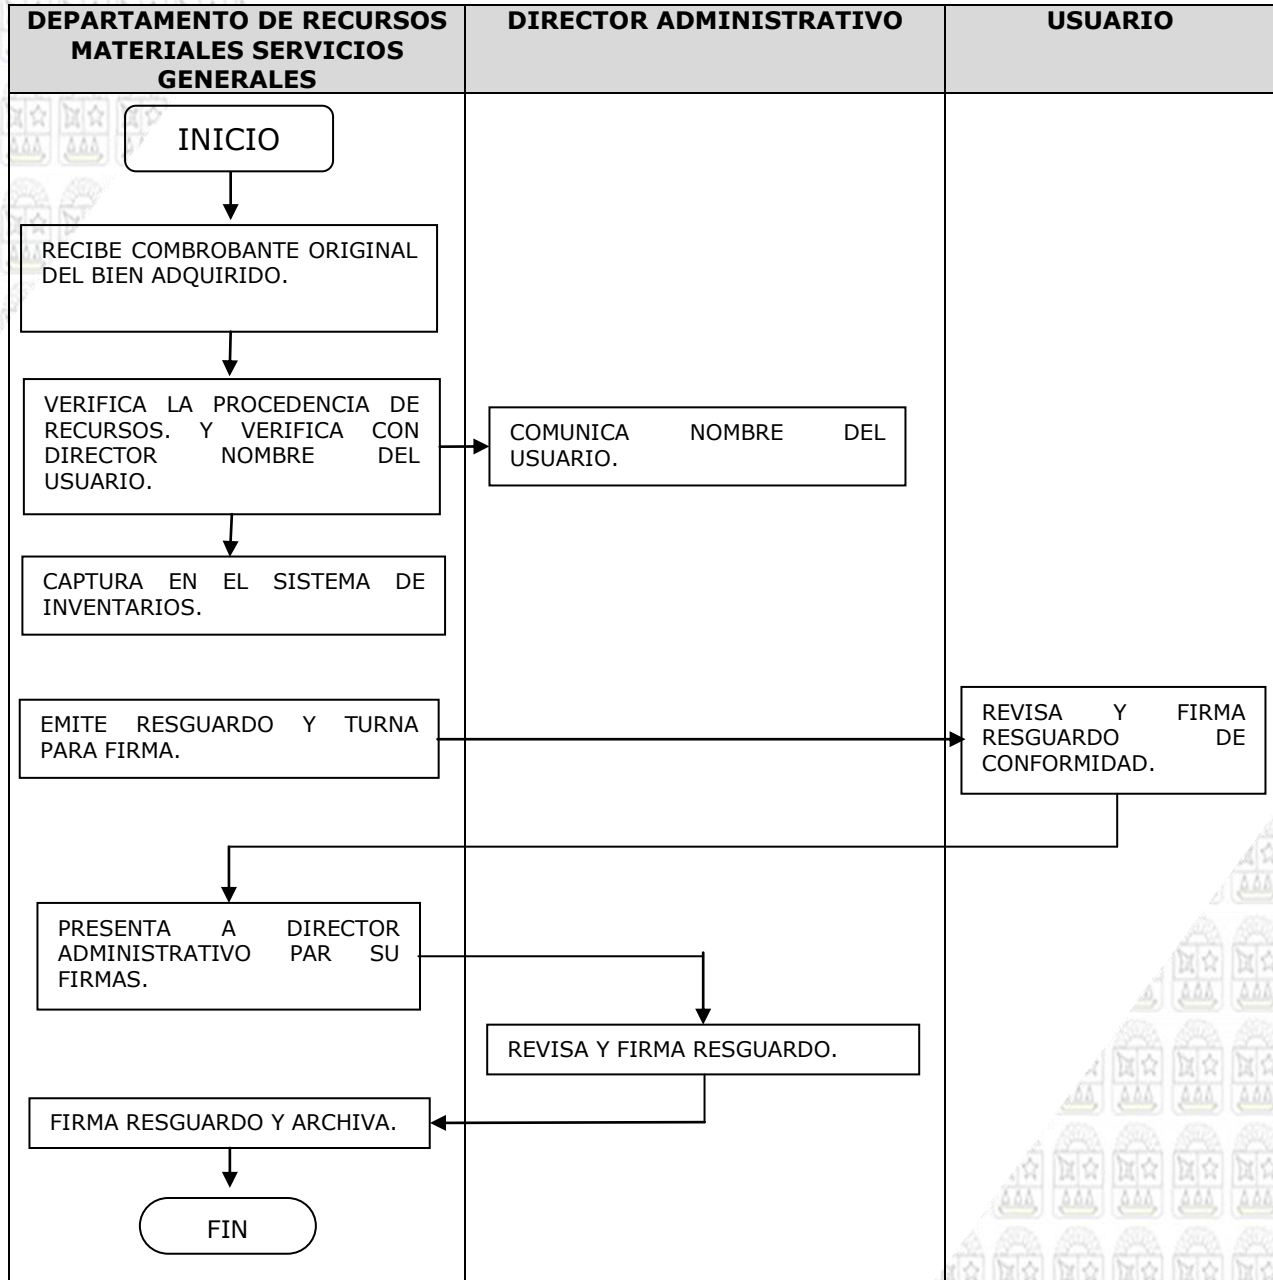 DEPARTAMENTO DE RECURSOS
MATERIALES SERVICIOS
GENERALES
DIRECTOR ADMINISTRATIVO
USUARIO
INICIO
RECIBE COMBROBANTE ORIGINAL
DEL BIEN ADQUIRIDO.
VERIFICA LA PROCEDENCIA DE
RECURSOS. Y VERIFICA CON
DIRECTOR NOMBRE DEL
USUARIO.
COMUNICA NOMBRE DEL
USUARIO.
CAPTURA EN EL SISTEMA DE
INVENTARIOS.
EMITE RESGUARDO Y TURNA
PARA FIRMA.
REVISA Y FIRMA
RESGUARDO DE
CONFORMIDAD.
PRESENTA A DIRECTOR
ADMINISTRATIVO PAR SU
FIRMAS.
REVISA Y FIRMA RESGUARDO.
FIRMA RESGUARDO Y ARCHIVA.
FIN